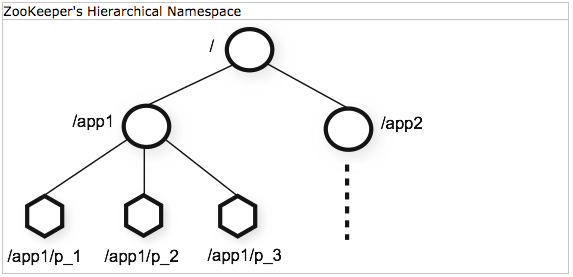 ZooKeeper's Hierarchical Namespace
/
/app1
/app2
/app1/p_1
/app1/p_2
/app1/p_3